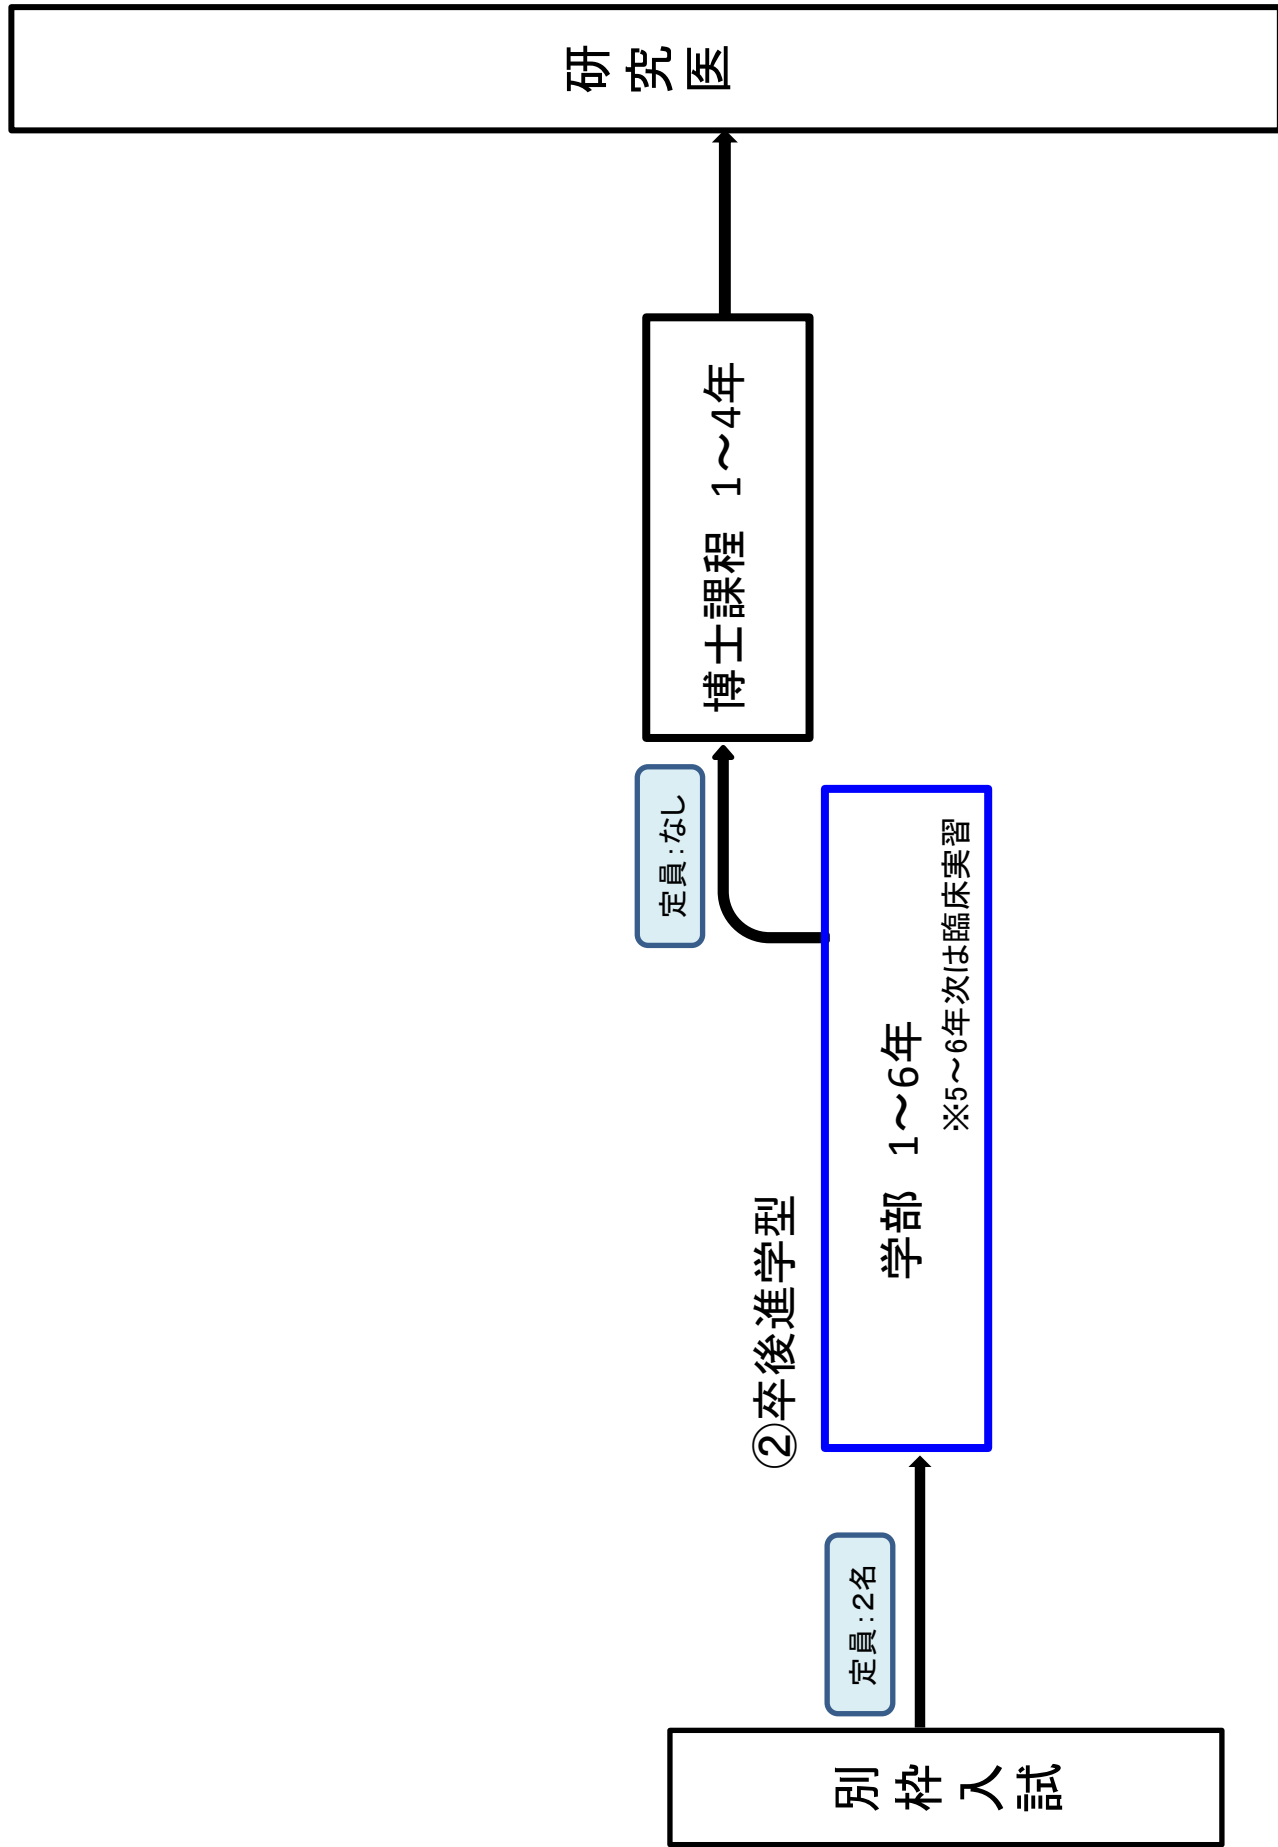 研究医
博士課程 1～4年
定員：なし
②卒後進学型
学部 1～6年
※5～6年次は臨床実習
定員：2名
別枠入試